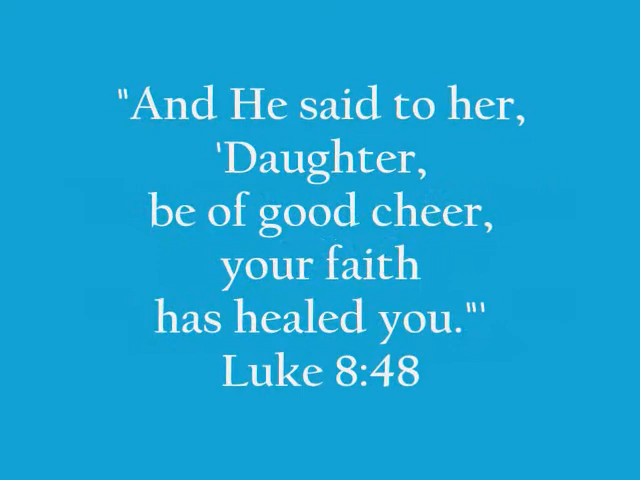 "And He said to her,
'Daughter,
be of good cheer,
your faith
has healed you."'
Luke 8:48